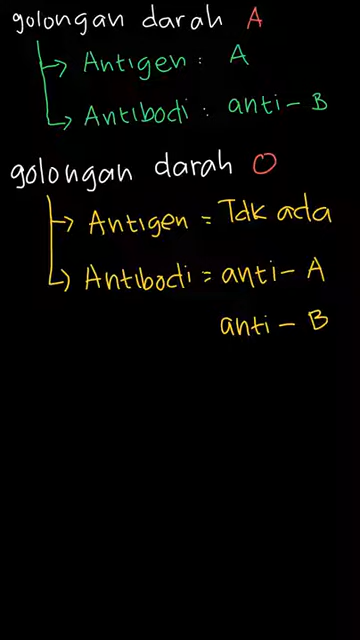 golongan darah A
Antigen : A
Antibodi : anti - B
golongan darah O
Antigen = Tdk ada
Antibodi = anti - A
anti - B